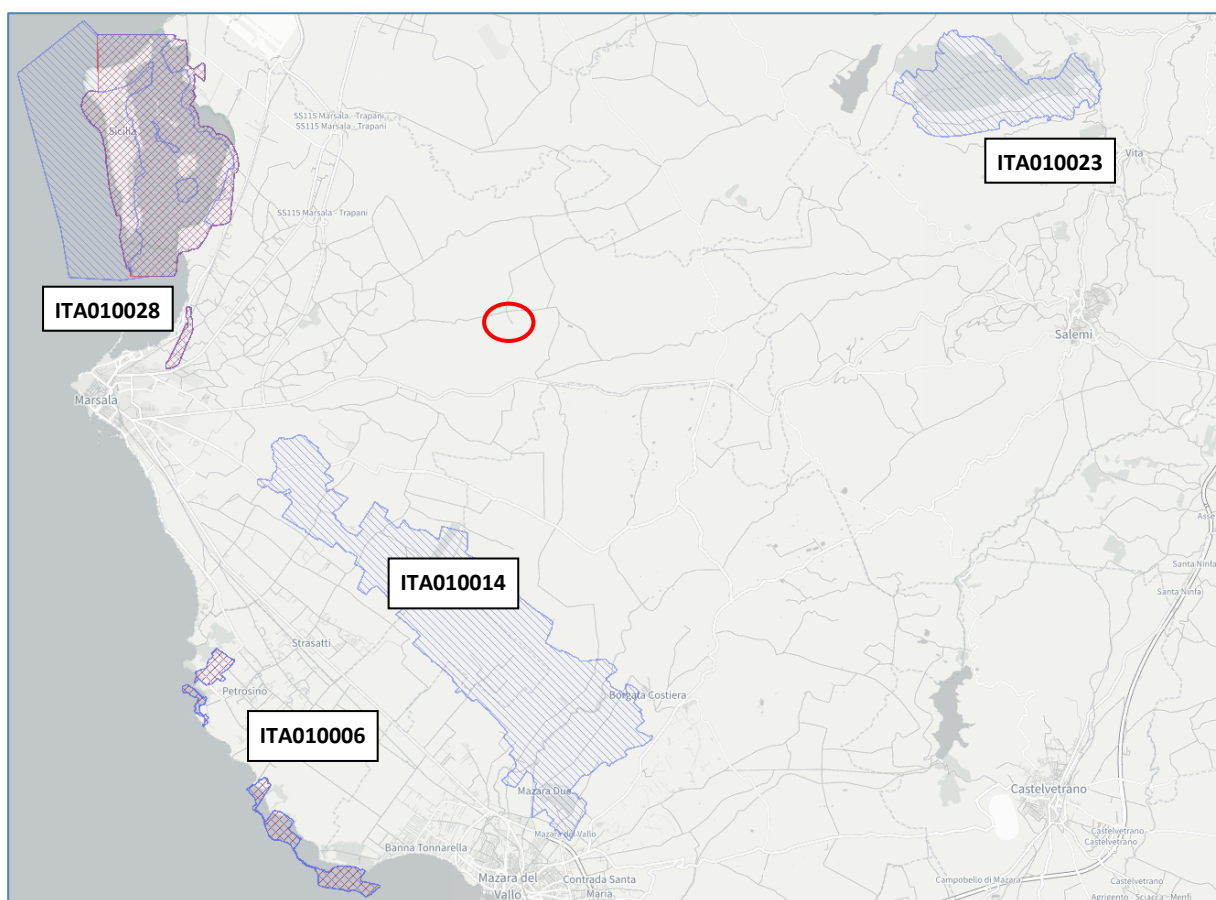 SS115 Marsala - Trapani
SS115 Marsala - Trapani
Sicilia
Vita
ITA010023
SS115 Marsala - Trapani
ITA010028
Salemi
Marsala
Santa Ninfa
ITA010014
Santa Ninfa
Strasatti
Petrosino
Borgata Costiera
ITA010006
Mazara Due
Castelvetrano
Mazara del Vallo
Castelvetrano
Castelvetrano
Banna Tonnarella
Mazara del
Vallo
Contrada Santa
Maria.
Campobello di Mazara.
Castelvetrano
Agrigento - Sciacca - Menfi